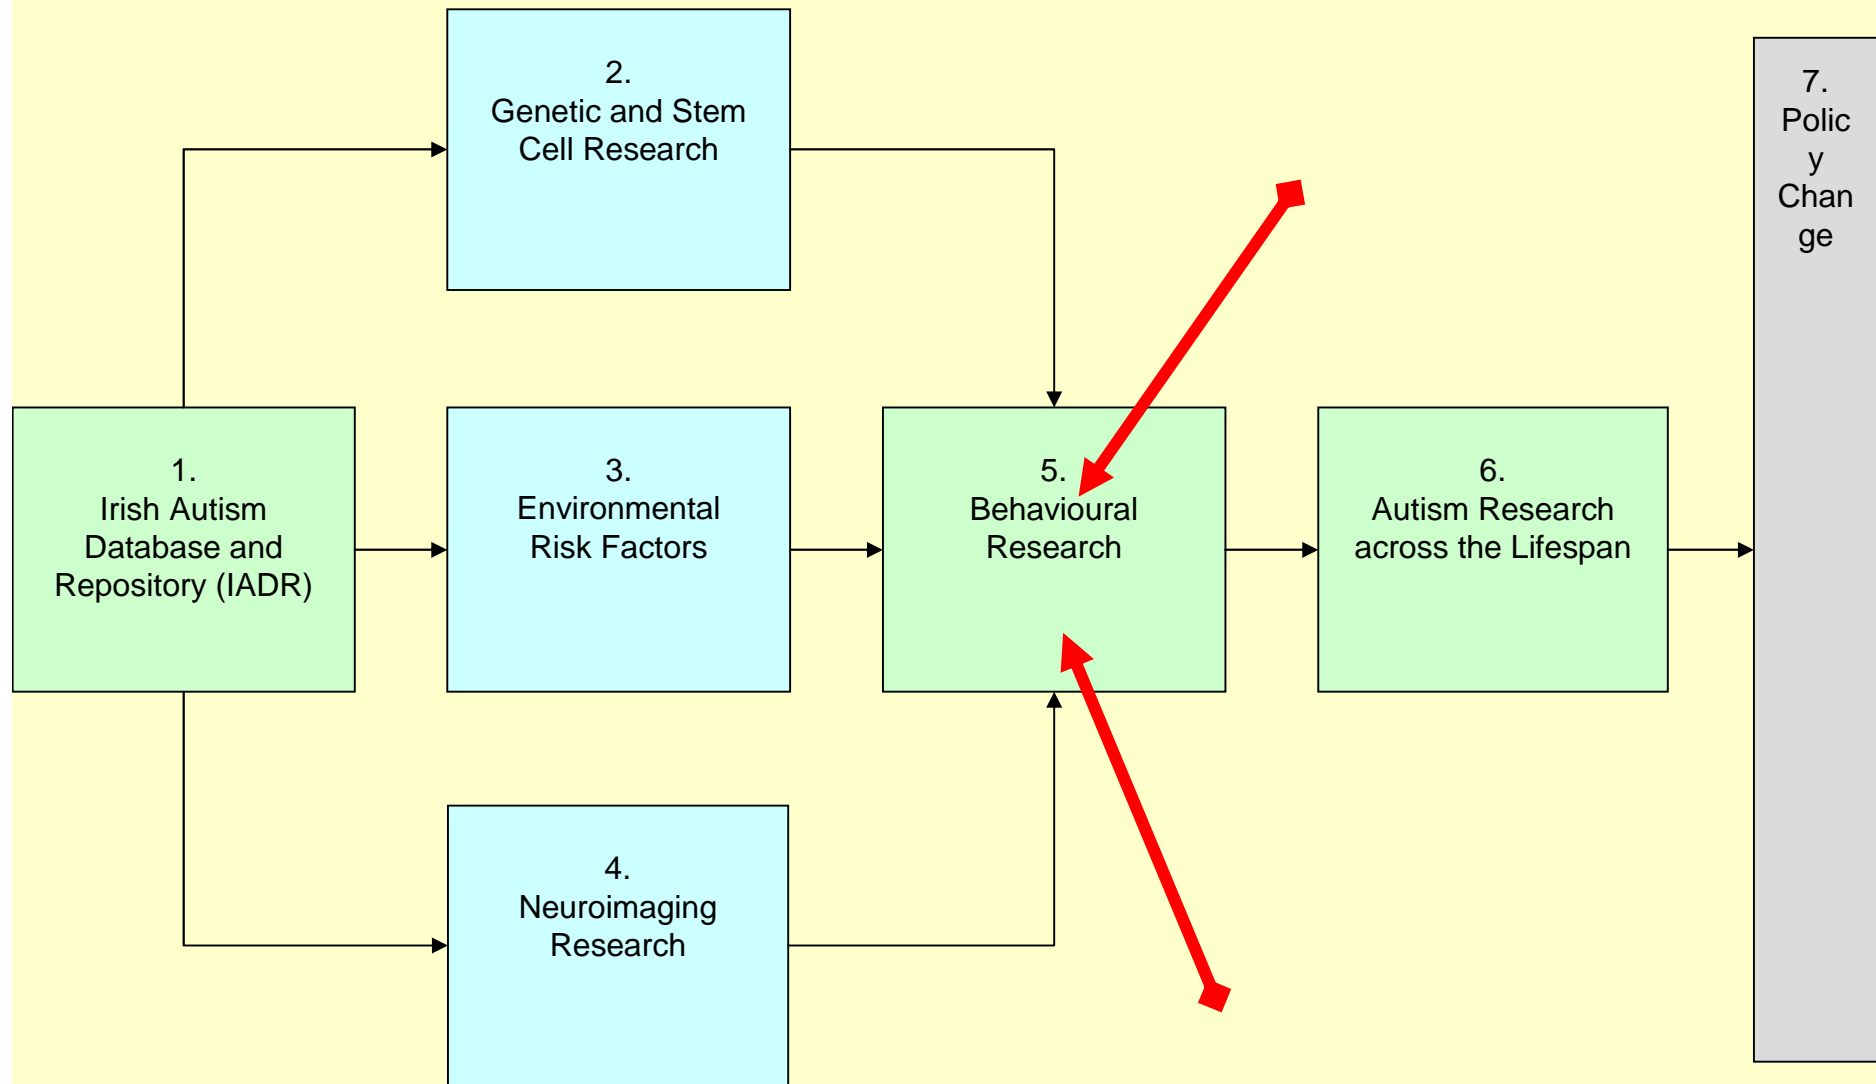 1.
Irish Autism
Database and
Repository (IADR)
2.
Genetic and Stem
Cell Research
3.
Environmental
Risk Factors
4.
Neuroimaging
Research
5.
Behavioural
Research
6.
Autism Research
across the Lifespan
7.
Polic
y
Chan
ge